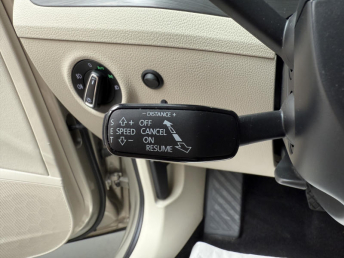 - DISTANCE +
S ⇧+ OFF
E SPEED CANCEL
T ⇩- ON
RESUME